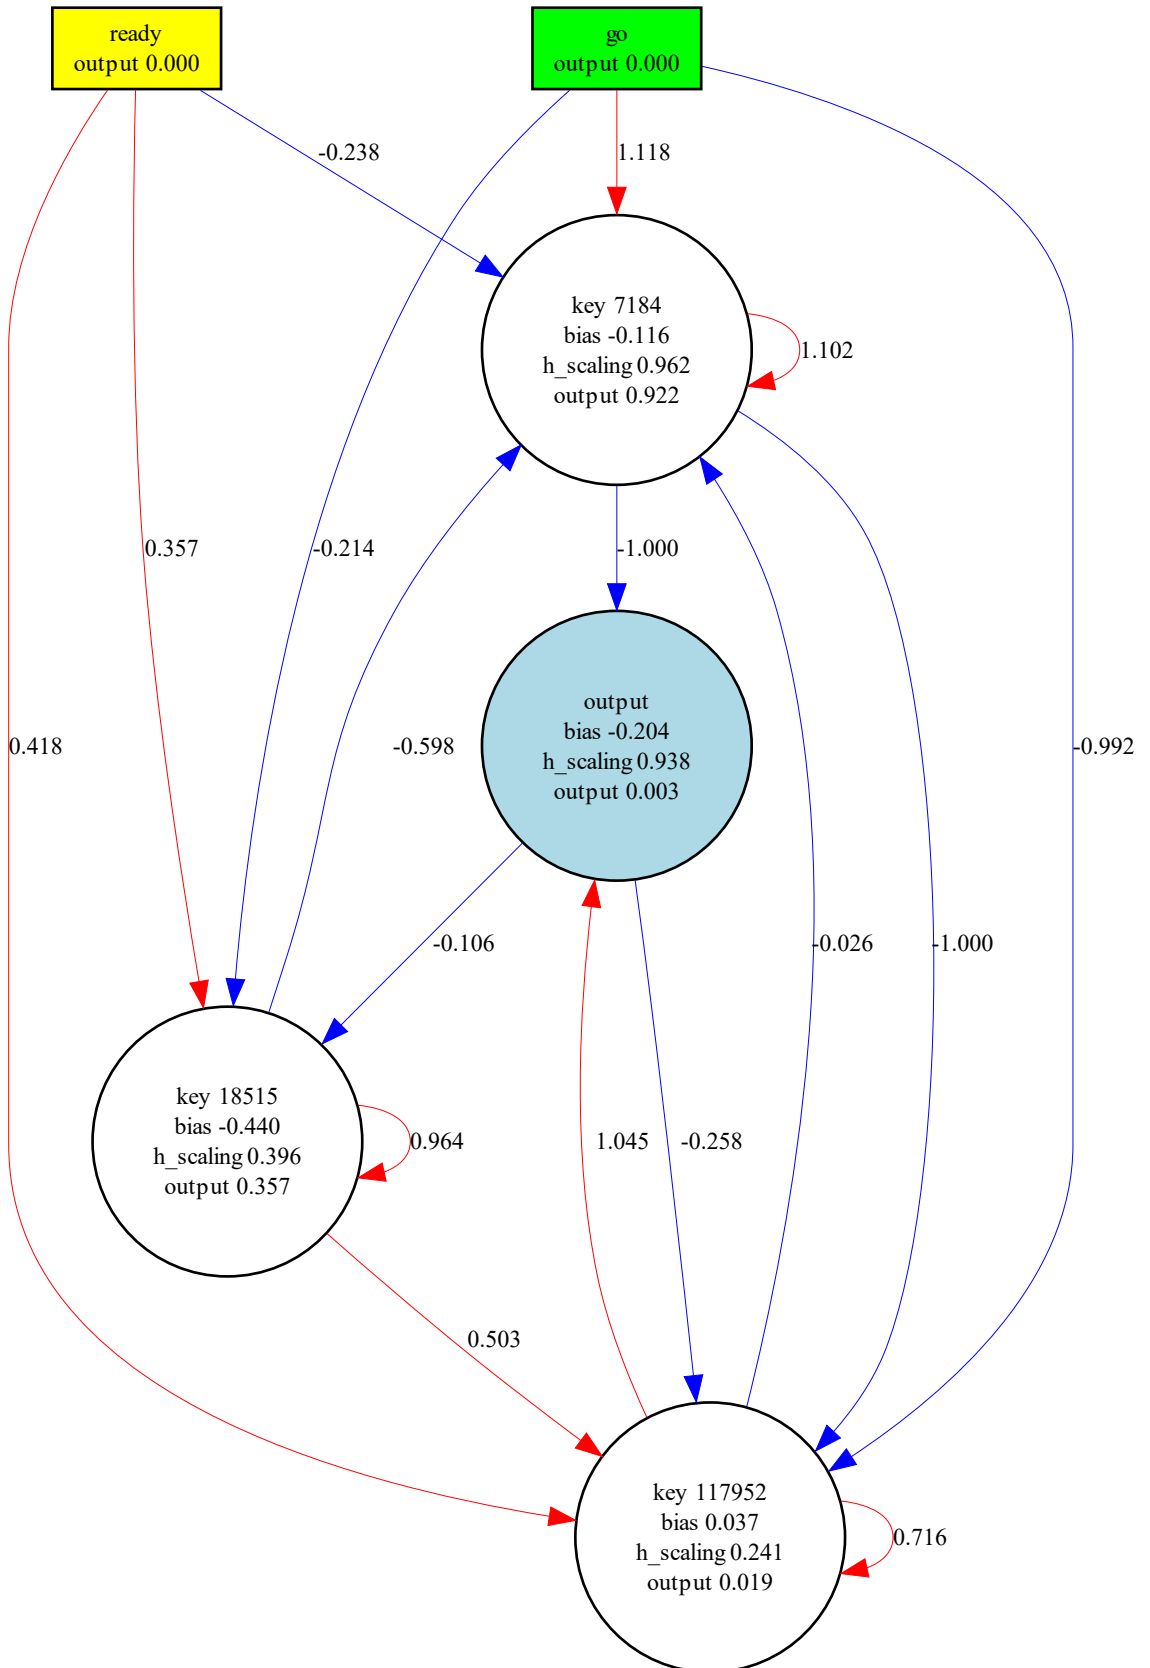 ready
output 0.000
go
output 0.000
-0.238
1.118
key 7184
bias -0.116
h_scaling 0.962
output 0.922
1.102
0.357
-0.214
-1.000
output
bias -0.204
h_scaling 0.938
output 0.003
0.418
-0.598
-0.992
-0.106
-0.026
-1.000
key 18515
bias -0.440
h_scaling 0.396
output 0.357
0.964
1.045
-0.258
0.503
key 117952
bias 0.037
h_scaling 0.241
output 0.019
0.716